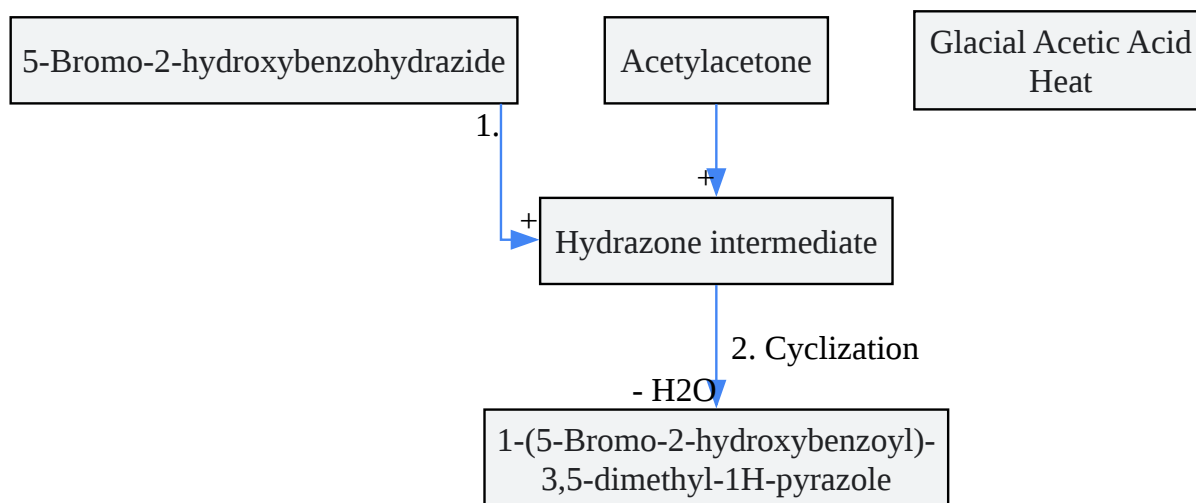 5-Bromo-2-hydroxybenzohydrazide
Acetylacetone
Glacial Acetic Acid
Heat
1.
+
+
Hydrazone intermediate
2. Cyclization
- H2O
1-(5-Bromo-2-hydroxybenzoyl)-
3,5-dimethyl-1H-pyrazole